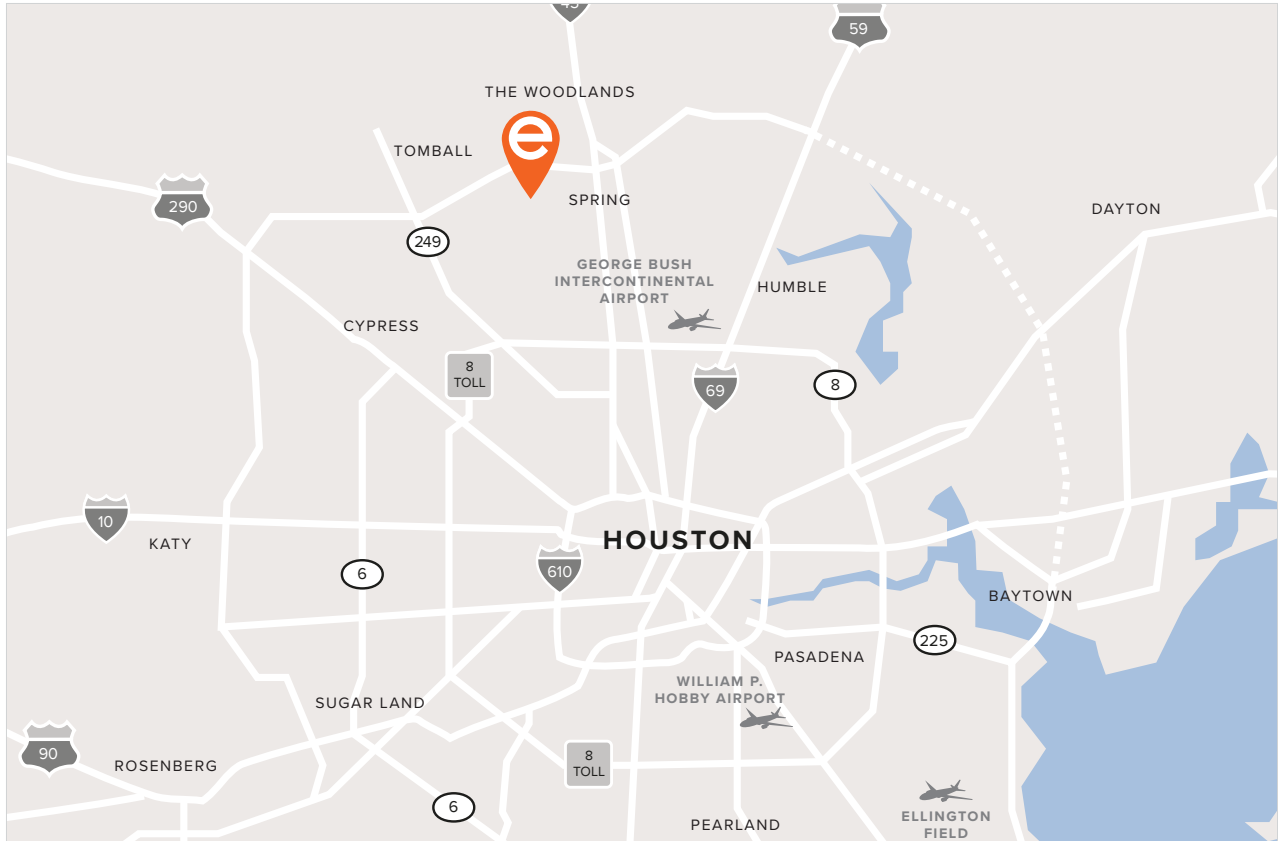 45
59
THE WOODLANDS
e
TOMBALL
290
SPRING
DAYTON
249
GEORGE BUSH
INTERCONTINENTAL
AIRPORT
HUMBLE
CYPRESS
8
TOLL
69
8
10
KATY
HOUSTON
6
610
BAYTOWN
225
PASADENA
WILLIAM P.
HOBBY AIRPORT
SUGAR LAND
90
ROSENBERG
8
TOLL
6
PEARLAND
ELLINGTON
FIELD